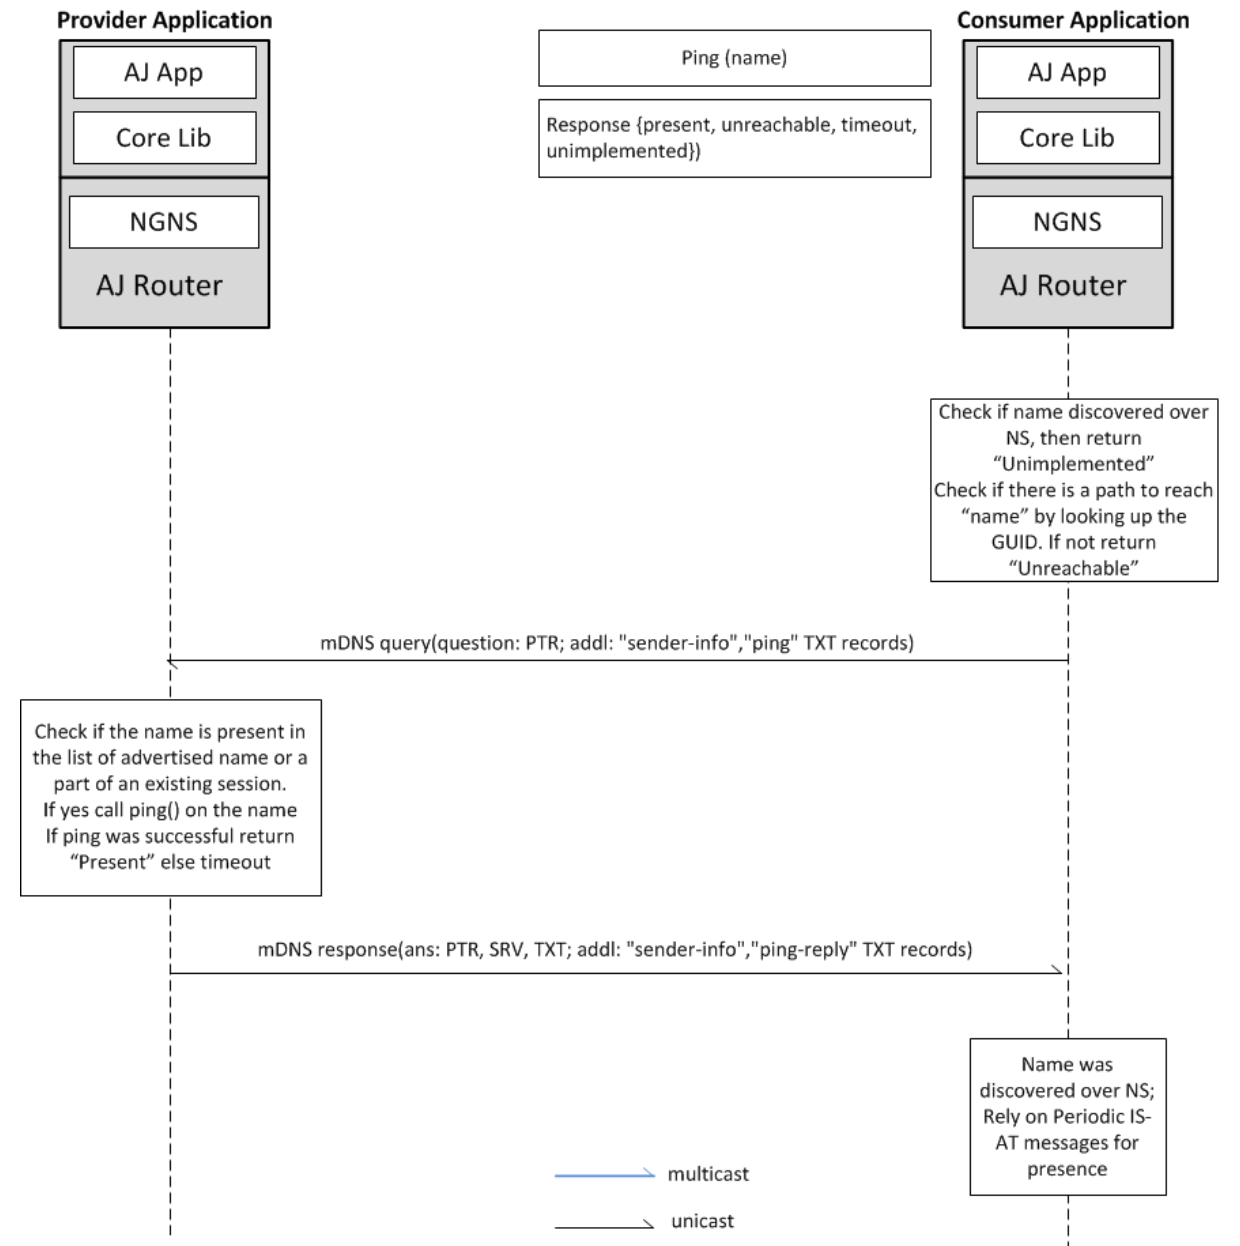 Provider Application
Consumer Application
AJ App
Core Lib
NGNS
AJ Router
Ping (name)
Response {present, unreachable, timeout,
unimplemented})
AJ App
Core Lib
NGNS
AJ Router
Check if name discovered over
NS, then return
“Unimplemented”
Check if there is a path to reach
“name” by looking up the
GUID. If not return
“Unreachable”
mDNS query(question: PTR; addl: "sender-info","ping" TXT records)
Check if the name is present in
the list of advertised name or a
part of an existing session.
If yes call ping() on the name
If ping was successful return
“Present” else timeout
mDNS response(ans: PTR, SRV, TXT; addl: "sender-info","ping-reply" TXT records)
Name was
discovered over NS;
Rely on Periodic IS-
AT messages for
presence
multicast
unicast